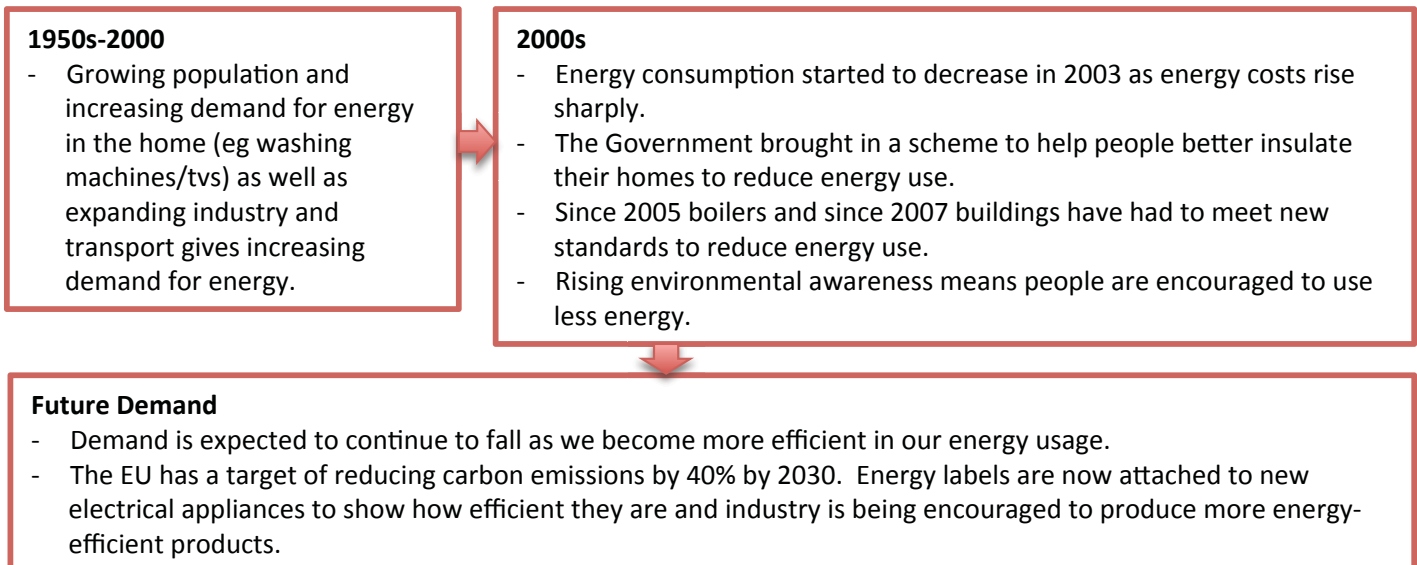 1950s-2000
- Growing population and
increasing demand for energy
in the home (eg washing
machines/tvs) as well as
expanding industry and
transport gives increasing
demand for energy.
2000s
- Energy consumption started to decrease in 2003 as energy costs rise
sharply.
- The Government brought in a scheme to help people better insulate
their homes to reduce energy use.
- Since 2005 boilers and since 2007 buildings have had to meet new
standards to reduce energy use.
- Rising environmental awareness means people are encouraged to use
less energy.
Future Demand
- Demand is expected to continue to fall as we become more efficient in our energy usage.
- The EU has a target of reducing carbon emissions by 40% by 2030.  Energy labels are now attached to new
electrical appliances to show how efficient they are and industry is being encouraged to produce more energy-
efficient products.